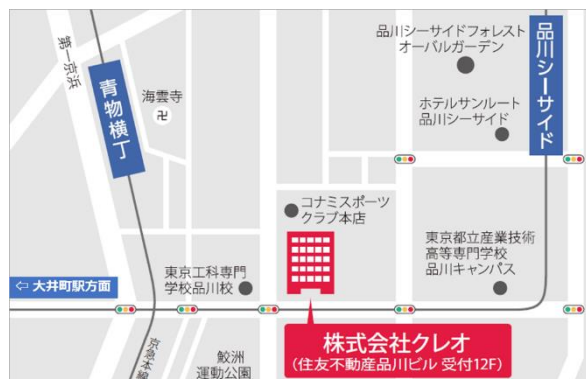 品川シーサイドフォレスト
オーバルガーデン
品川シーサイド
第一京浜
青物横丁
海雲寺
卍
ホテルサンルート
品川シーサイド
コナミスポーツ
クラブ本店
東京都立産業技術
高等専門学校
品川キャンパス
東京工科専門
学校品川校
⇦ 大井町駅方面
株式会社クレオ
(住友不動産品川ビル 受付12F)
京急本線
鮫洲
運動公園